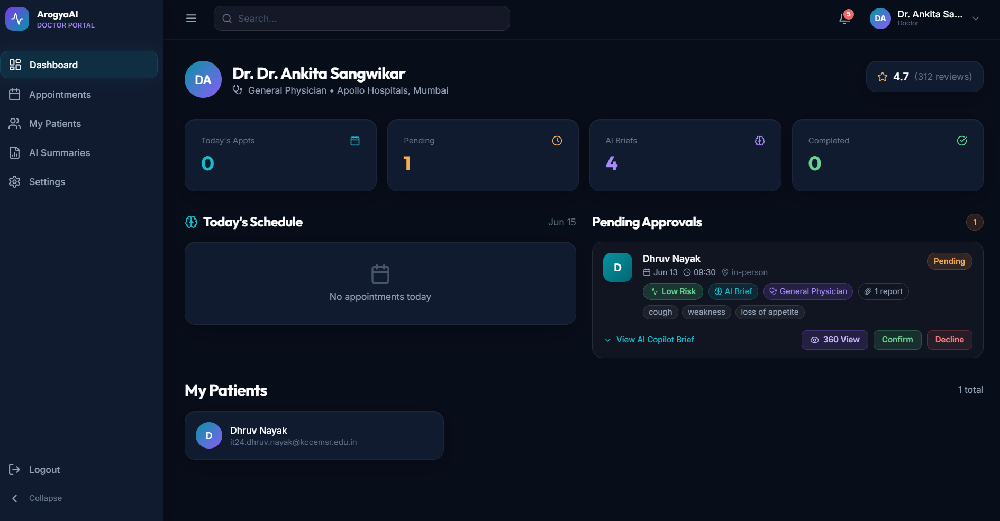 ArogyaAI
DOCTOR PORTAL
Dashboard
Appointments
My Patients
AI Summaries
Settings
Logout
Collapse
Search...
5
DA
Dr. Ankita Sa...
Doctor
DA
Dr. Dr. Ankita Sangwikar
General Physician • Apollo Hospitals, Mumbai
4.7 (312 reviews)
Today's Appts
0
Pending
1
AI Briefs
4
Completed
0
Today's Schedule
Jun 15
No appointments today
Pending Approvals
1
D
Dhruv Nayak
Pending
Jun 13 09:30 in-person
Low Risk AI Brief General Physician 1 report
cough weakness loss of appetite
View AI Copilot Brief
360 View Confirm Decline
My Patients
1 total
D
Dhruv Nayak
it24.dhruv.nayak@kccemsr.edu.in